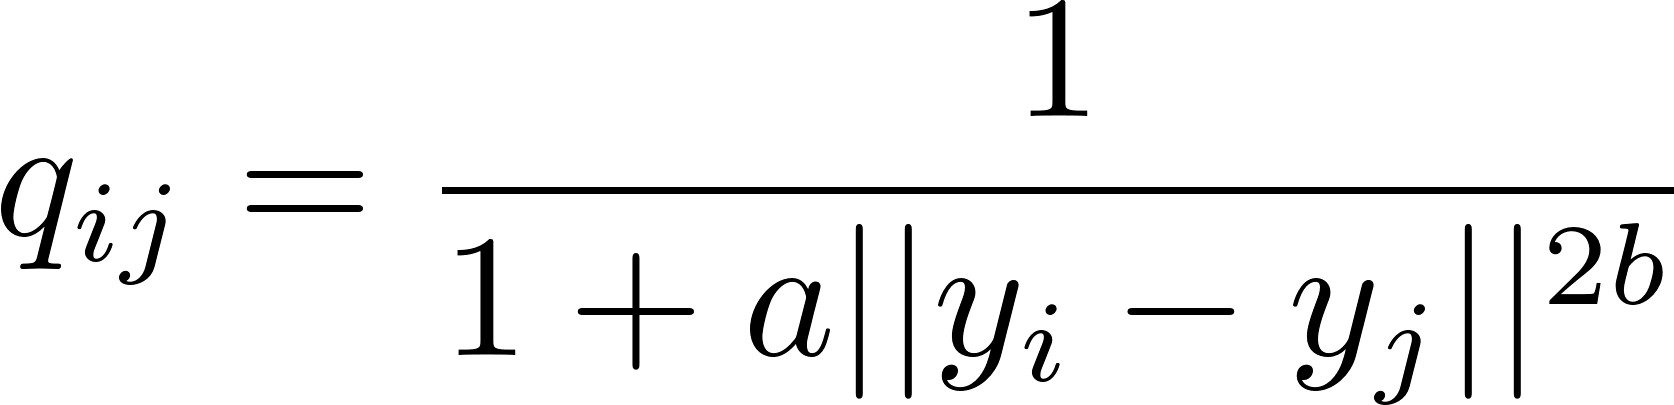 q_{ij} = \frac{1}{1 + a||y_i - y_j||^{2b}}